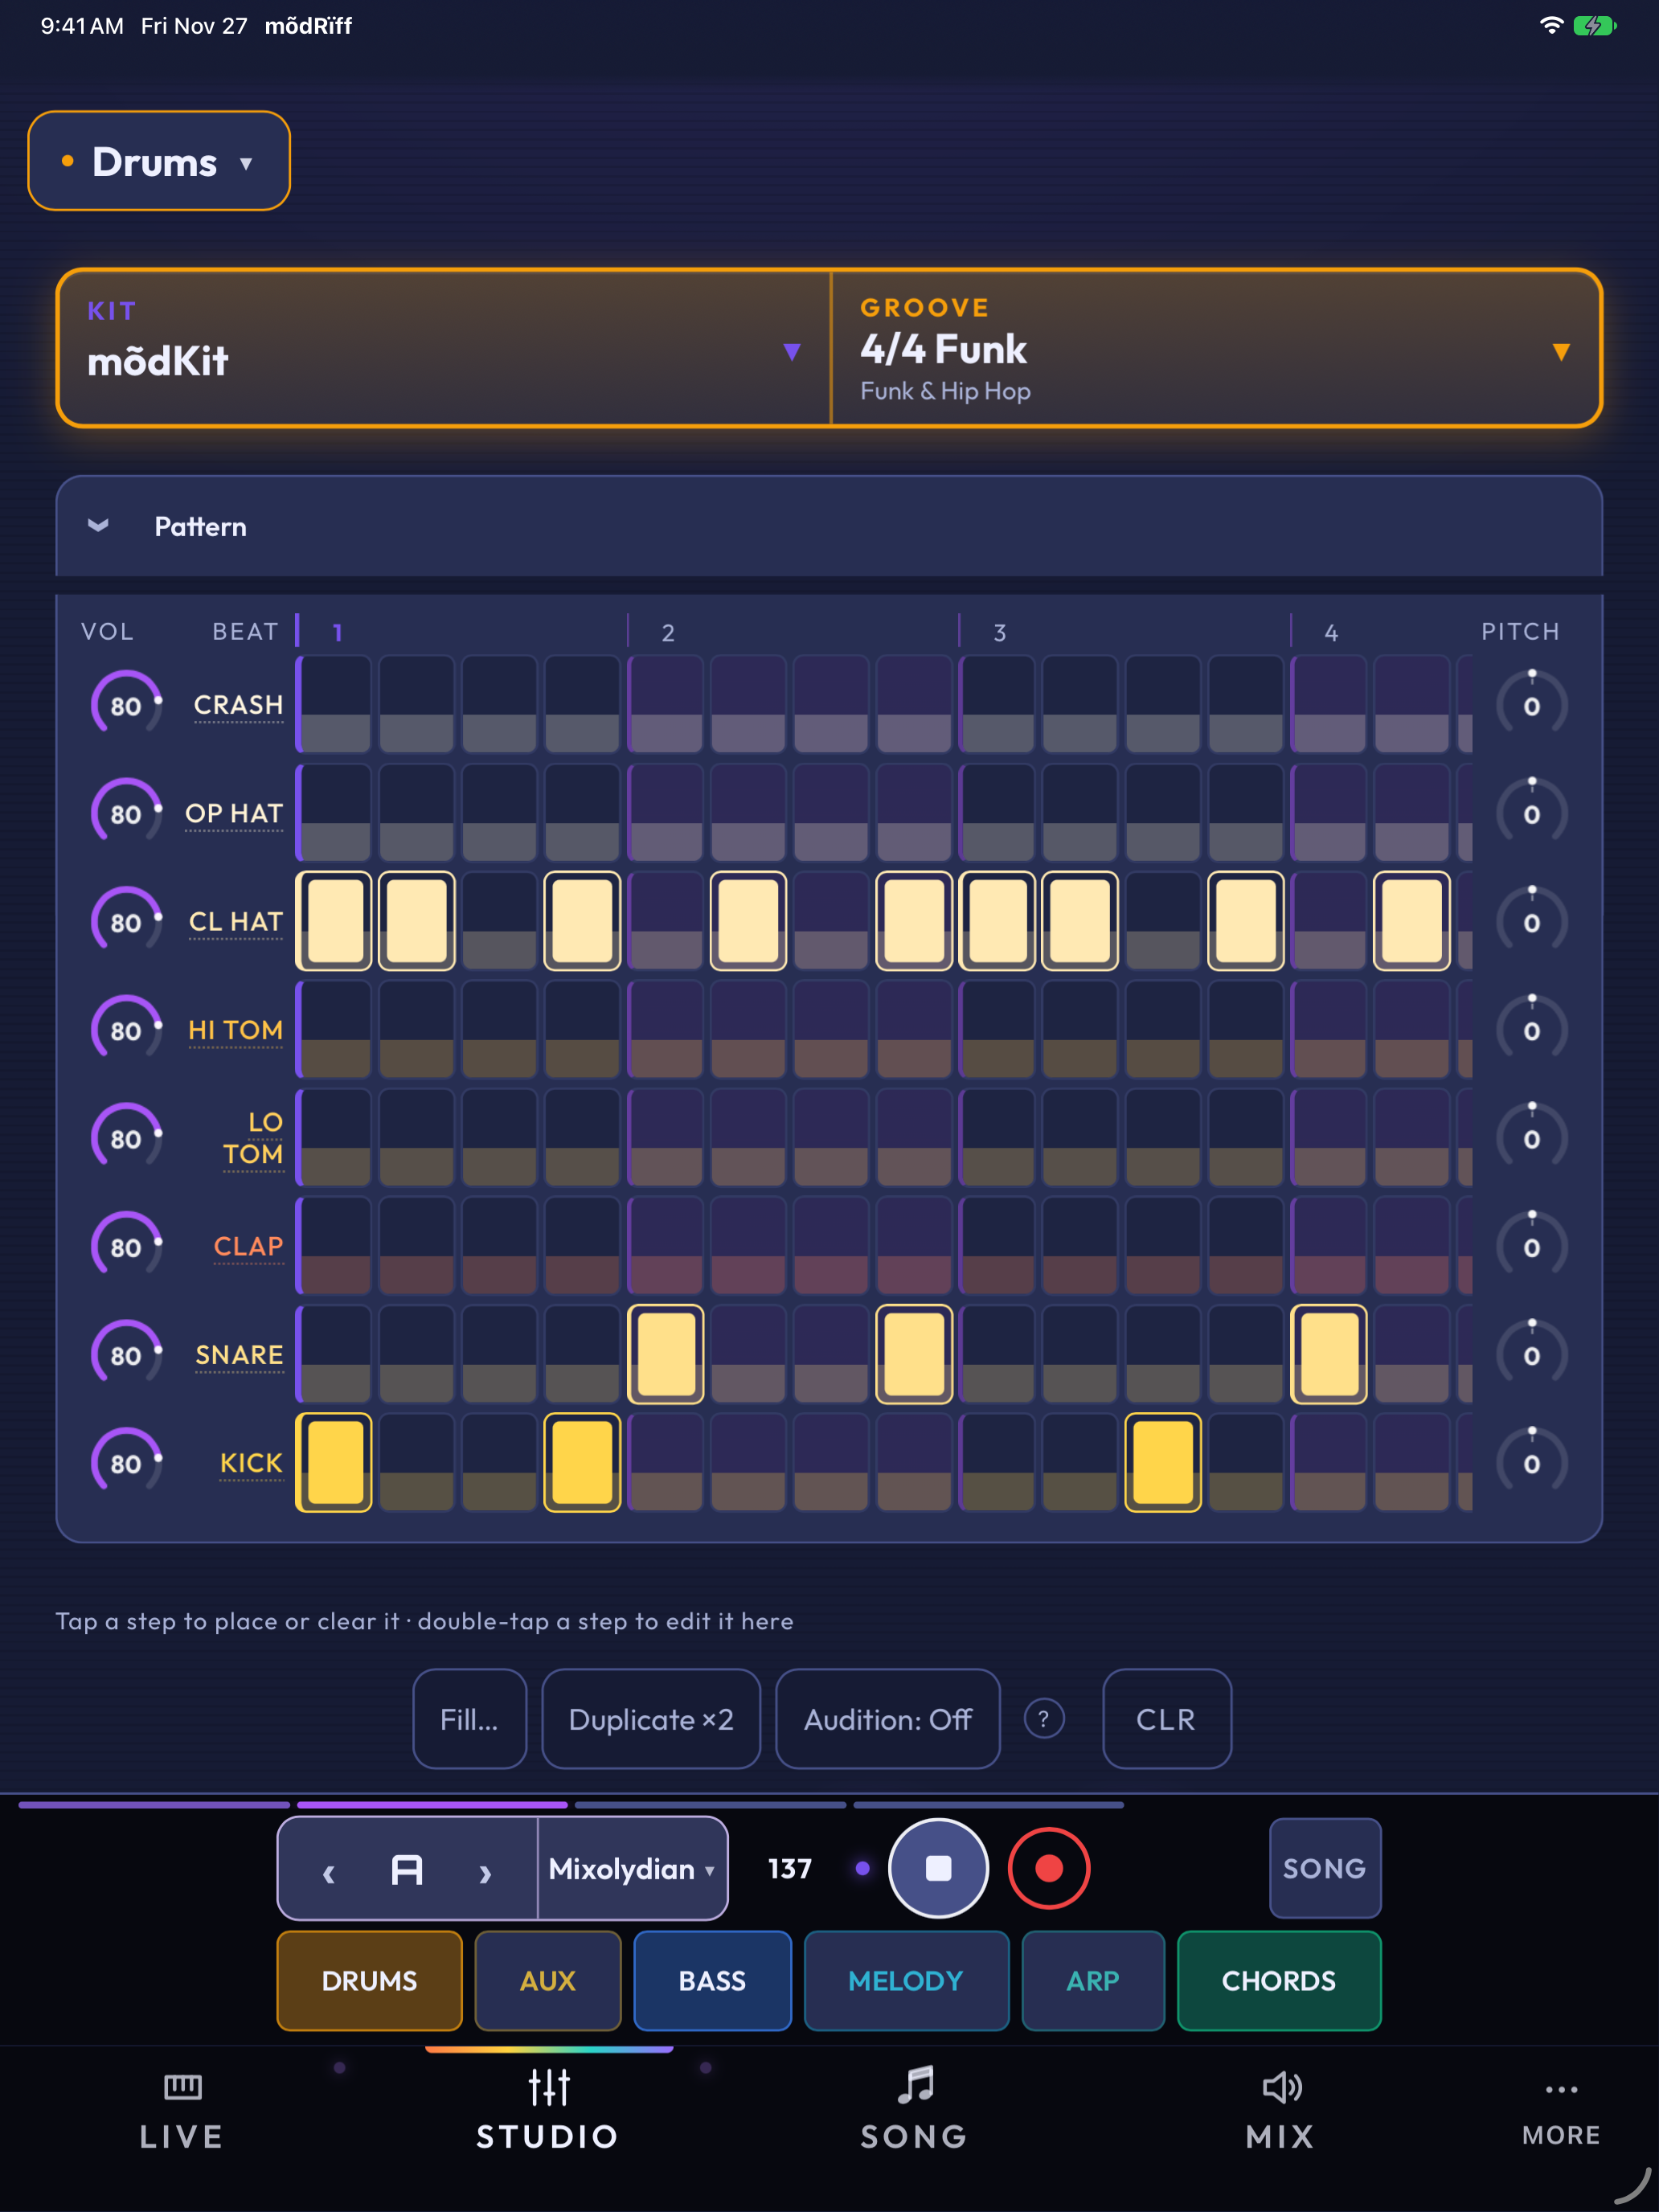 9:41 AM Fri Nov 27 mõdRïff
Drums ▾
KIT
mõdKit
GROOVE
4/4 Funk
Funk & Hip Hop
Pattern
VOL BEAT 1 2 3 4 PITCH
80 CRASH 0
80 OP HAT 0
80 CL HAT 0
80 HI TOM 0
80 LO TOM 0
80 CLAP 0
80 SNARE 0
80 KICK 0
Tap a step to place or clear it · double-tap a step to edit it here
Fill... Duplicate ×2 Audition: Off ? CLR
‹ A › Mixolydian ▾ 137 SONG
DRUMS AUX BASS MELODY ARP CHORDS
LIVE STUDIO SONG MIX MORE